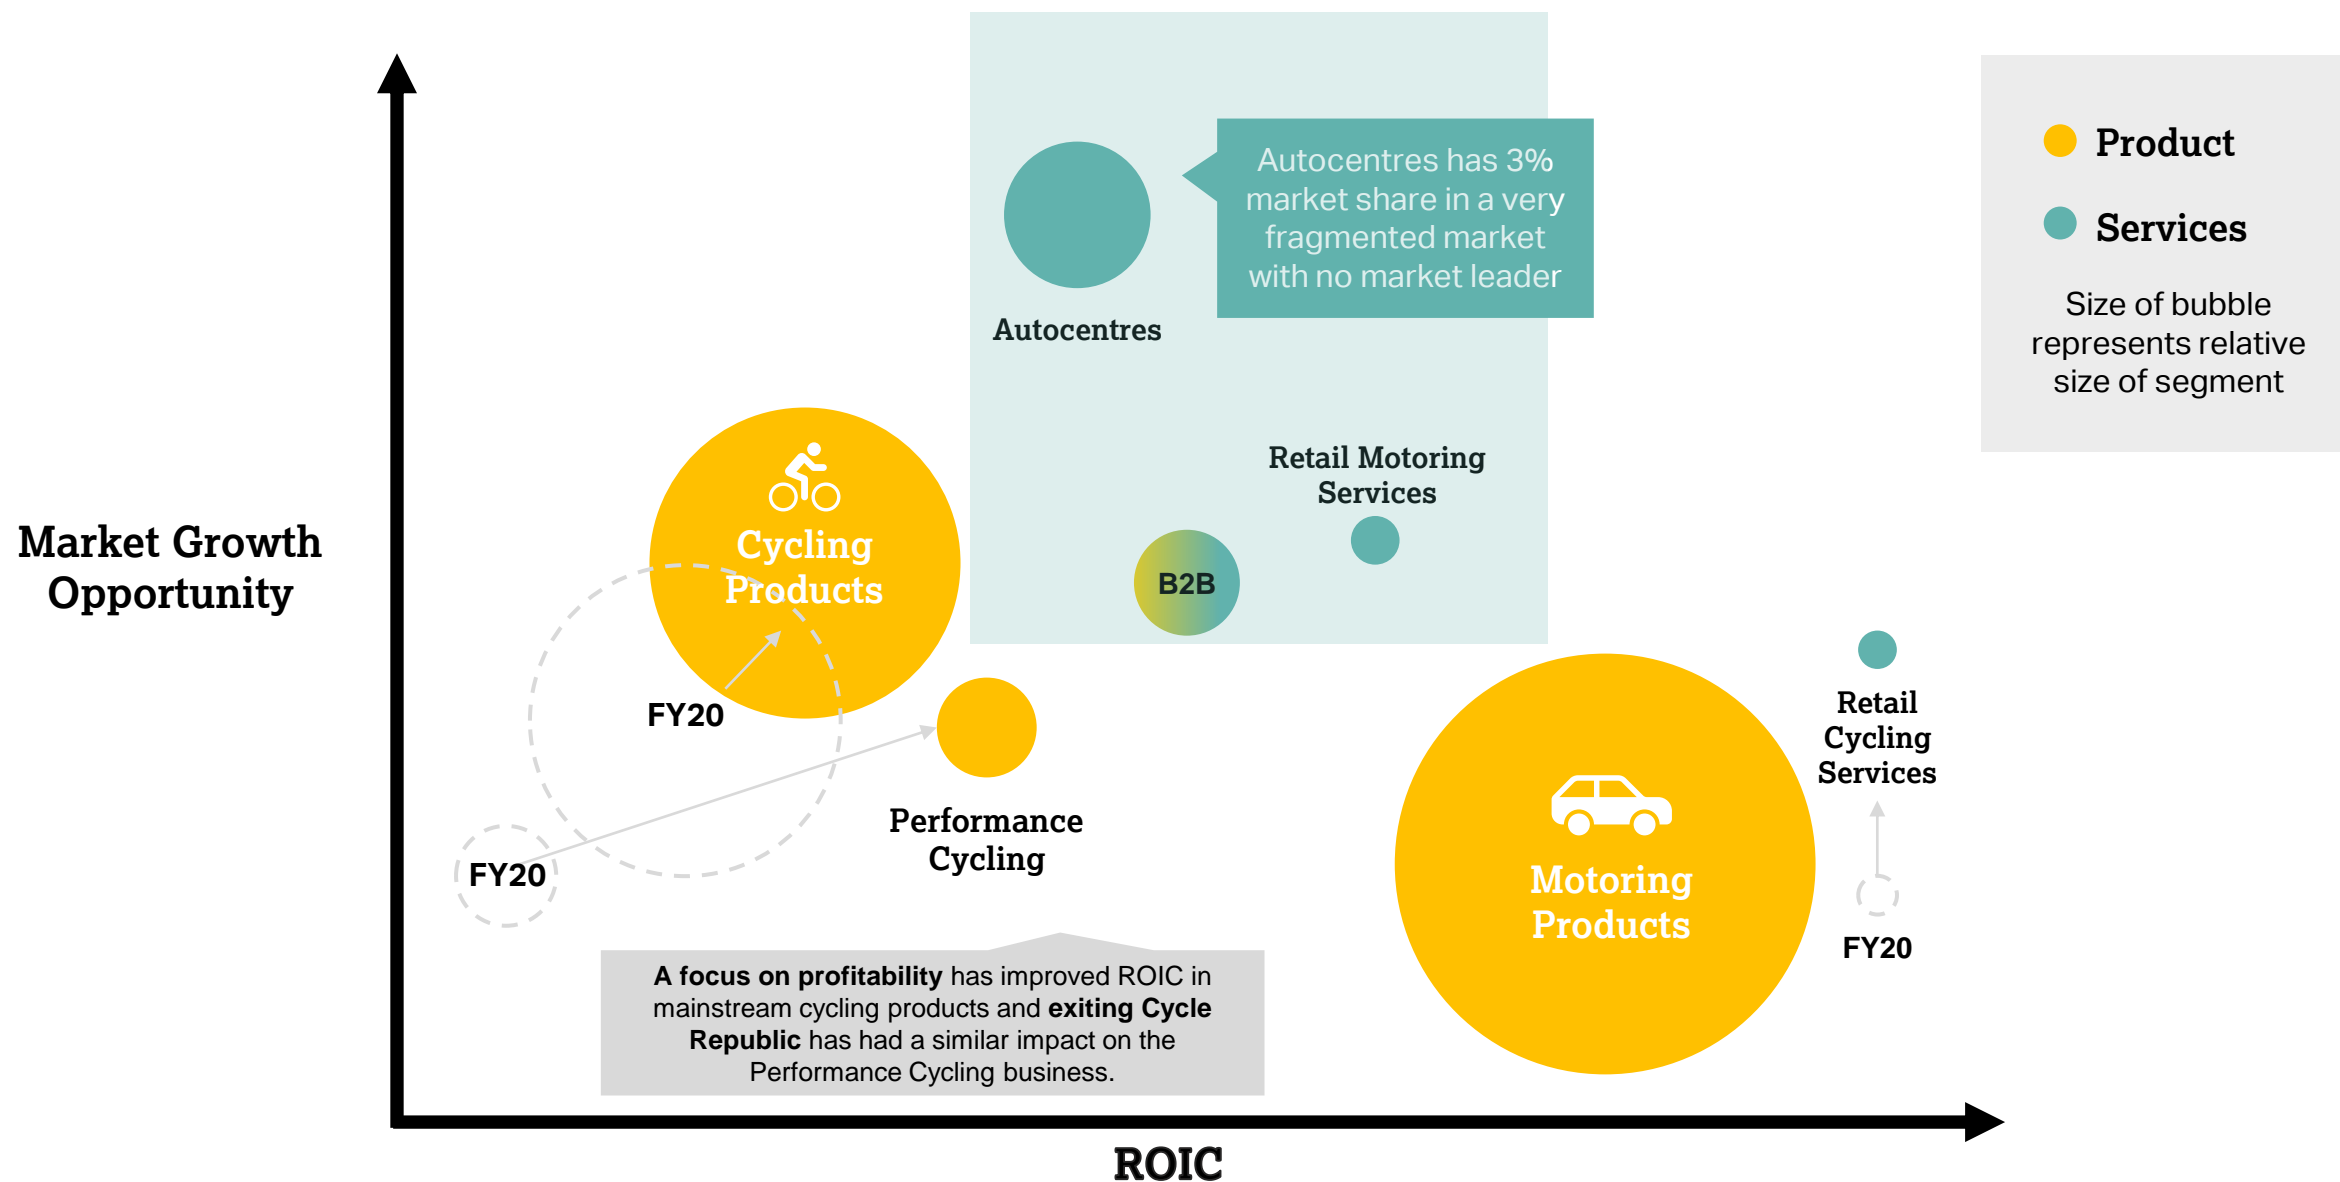 Product
Services
Size of bubble
represents relative
size of segment
Autocentres has 3%
market share in a very
fragmented market
with no market leader
Autocentres
Retail Motoring
Services
B2B
Market Growth
Opportunity
Cycling
Products
FY20
FY20
Performance
Cycling
Motoring
Products
Retail
Cycling
Services
FY20
A focus on profitability has improved ROIC in
mainstream cycling products and exiting Cycle
Republic has had a similar impact on the
Performance Cycling business.
ROIC